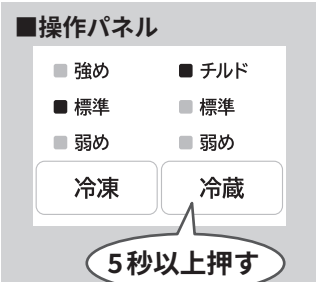 ■操作パネル
強め チルド
標準 標準
弱め 弱め
冷凍 冷蔵
5秒以上押す